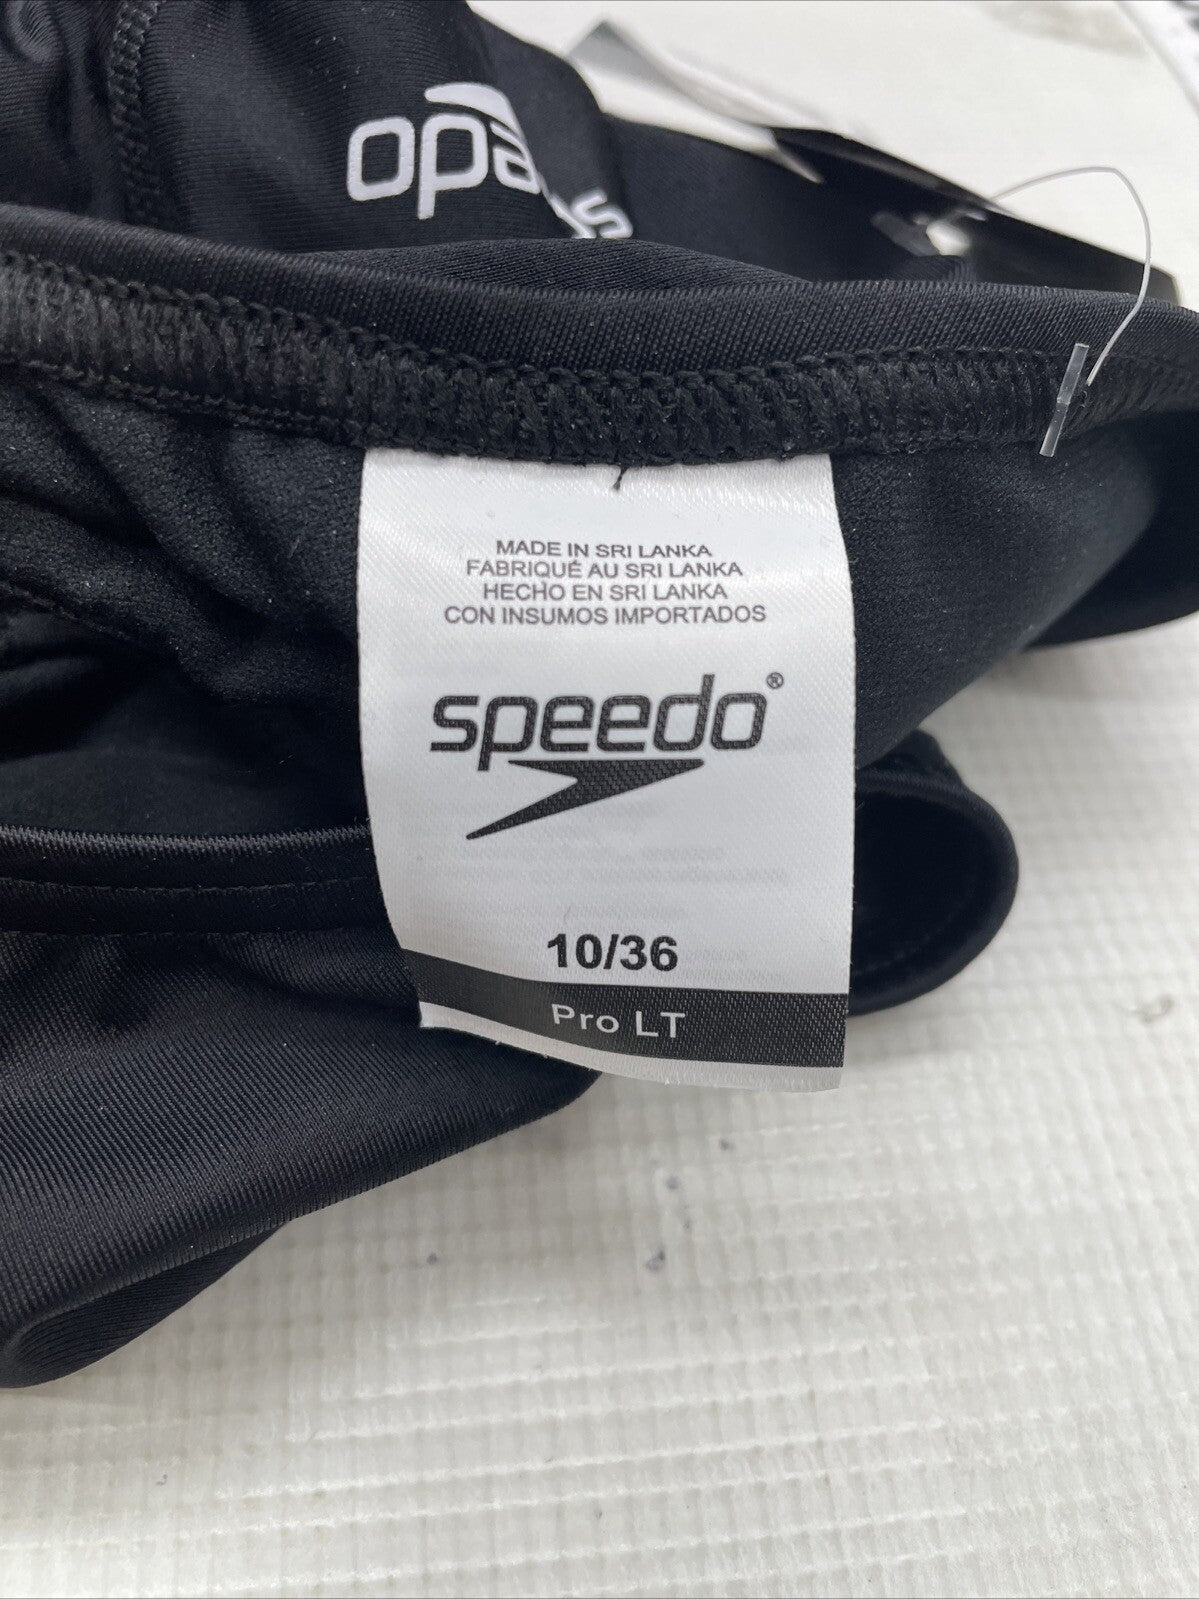 MADE IN SRI LANKA
FABRIQUÉ AU SRI LANKA
HECHO EN SRI LANKA
CON INSUMOS IMPORTADOS
speedo®
10/36
Pro LT